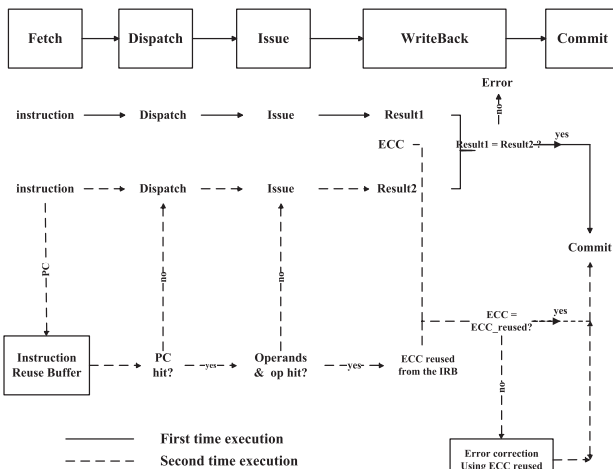 Fetch Dispatch Issue WriteBack Commit
Error
no
instruction Dispatch Issue Result1
Result1 = Result2 ?
yes
ECC
instruction Dispatch Issue Result2
Commit
PC
no
no
ECC =
ECC_reused?
yes
Instruction
Reuse Buffer
PC
hit?
yes
Operands
& op hit?
yes
ECC reused
from the IRB
no
First time execution
Second time execution
Error correction
Using ECC reused